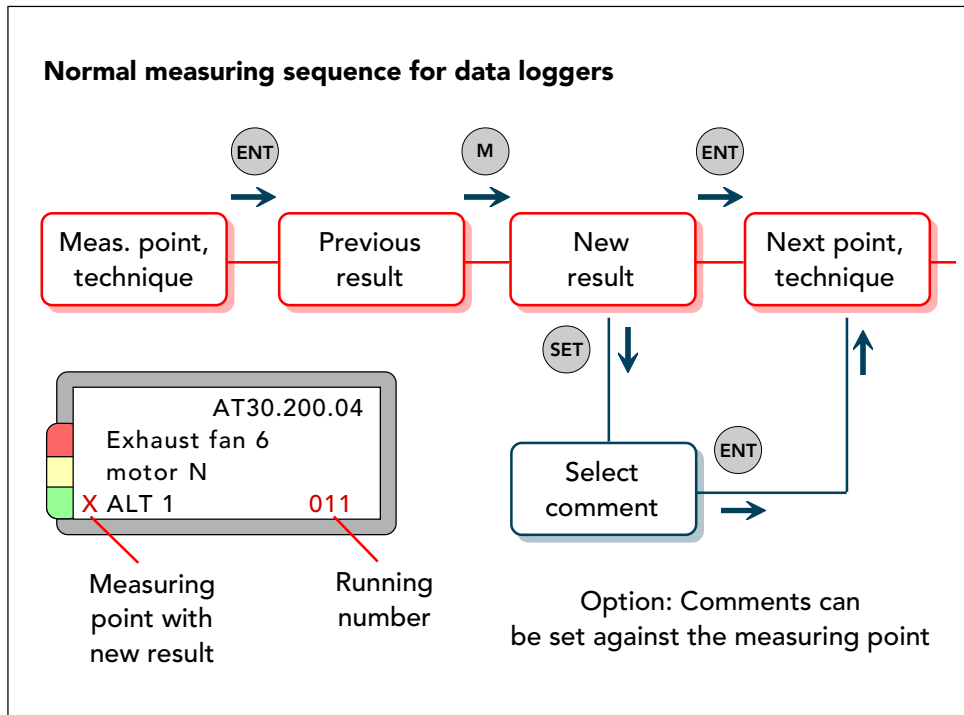 Normal measuring sequence for data loggers
ENT
M
ENT
Meas. point,
technique
Previous
result
New
result
Next point,
technique
SET
ENT
Select
comment
AT30.200.04
Exhaust fan 6
motor N
X ALT 1 011
Measuring
point with
new result
Running
number
Option: Comments can
be set against the measuring point